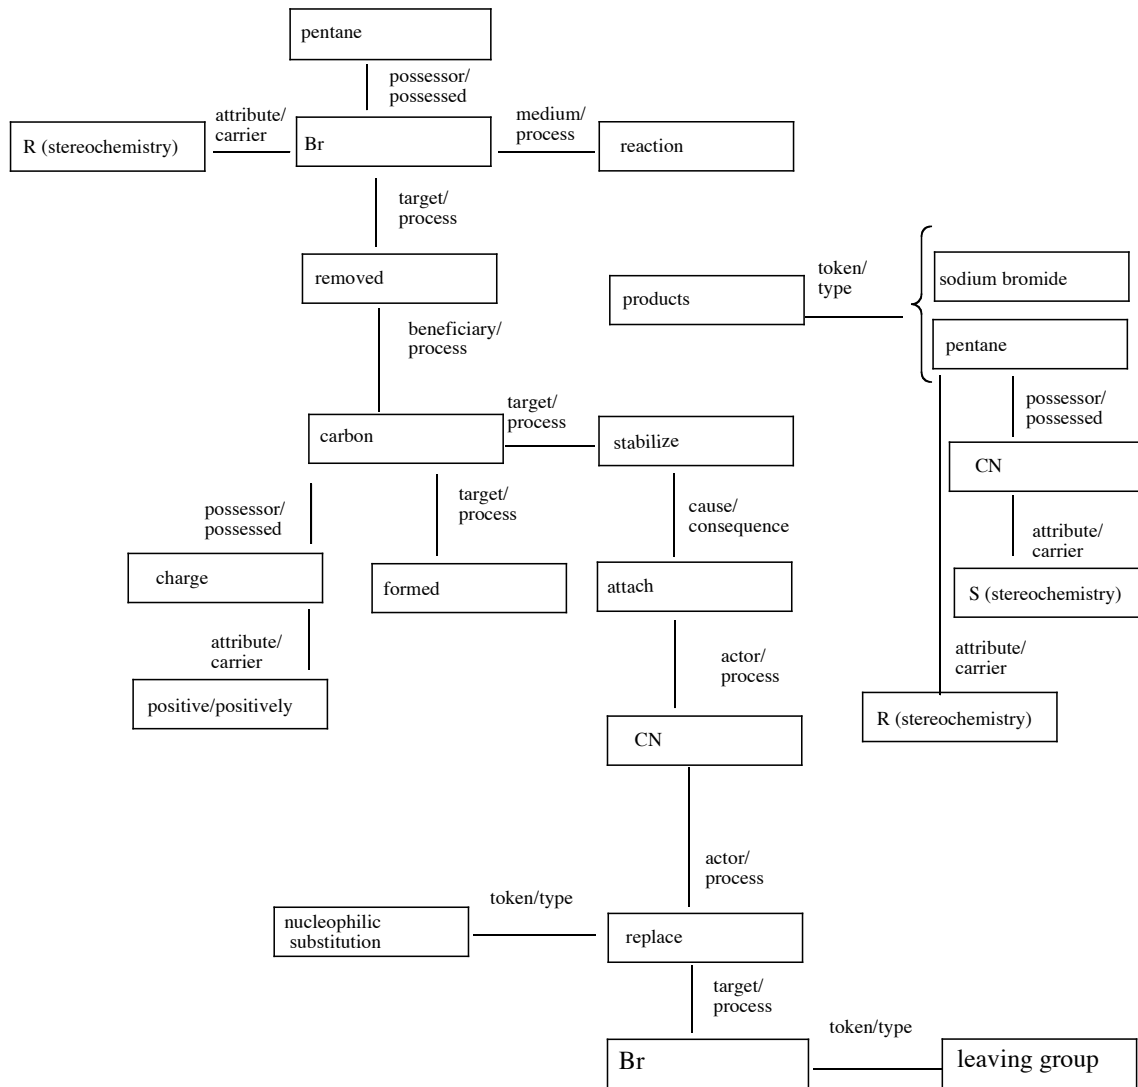 pentane
possessor/
possessed
attribute/
carrier
medium/
process
R (stereochemistry)
Br
reaction
target/
process
removed
token/
type
sodium bromide
products
beneficiary/
process
pentane
possessor/
possessed
target/
process
carbon
stabilize
CN
possessor/
possessed
target/
process
cause/
consequence
attribute/
carrier
charge
formed
attach
S (stereochemistry)
attribute/
carrier
actor/
process
attribute/
carrier
positive/positively
R (stereochemistry)
CN
actor/
process
token/type
nucleophilic
substitution
replace
target/
process
token/type
Br
leaving group